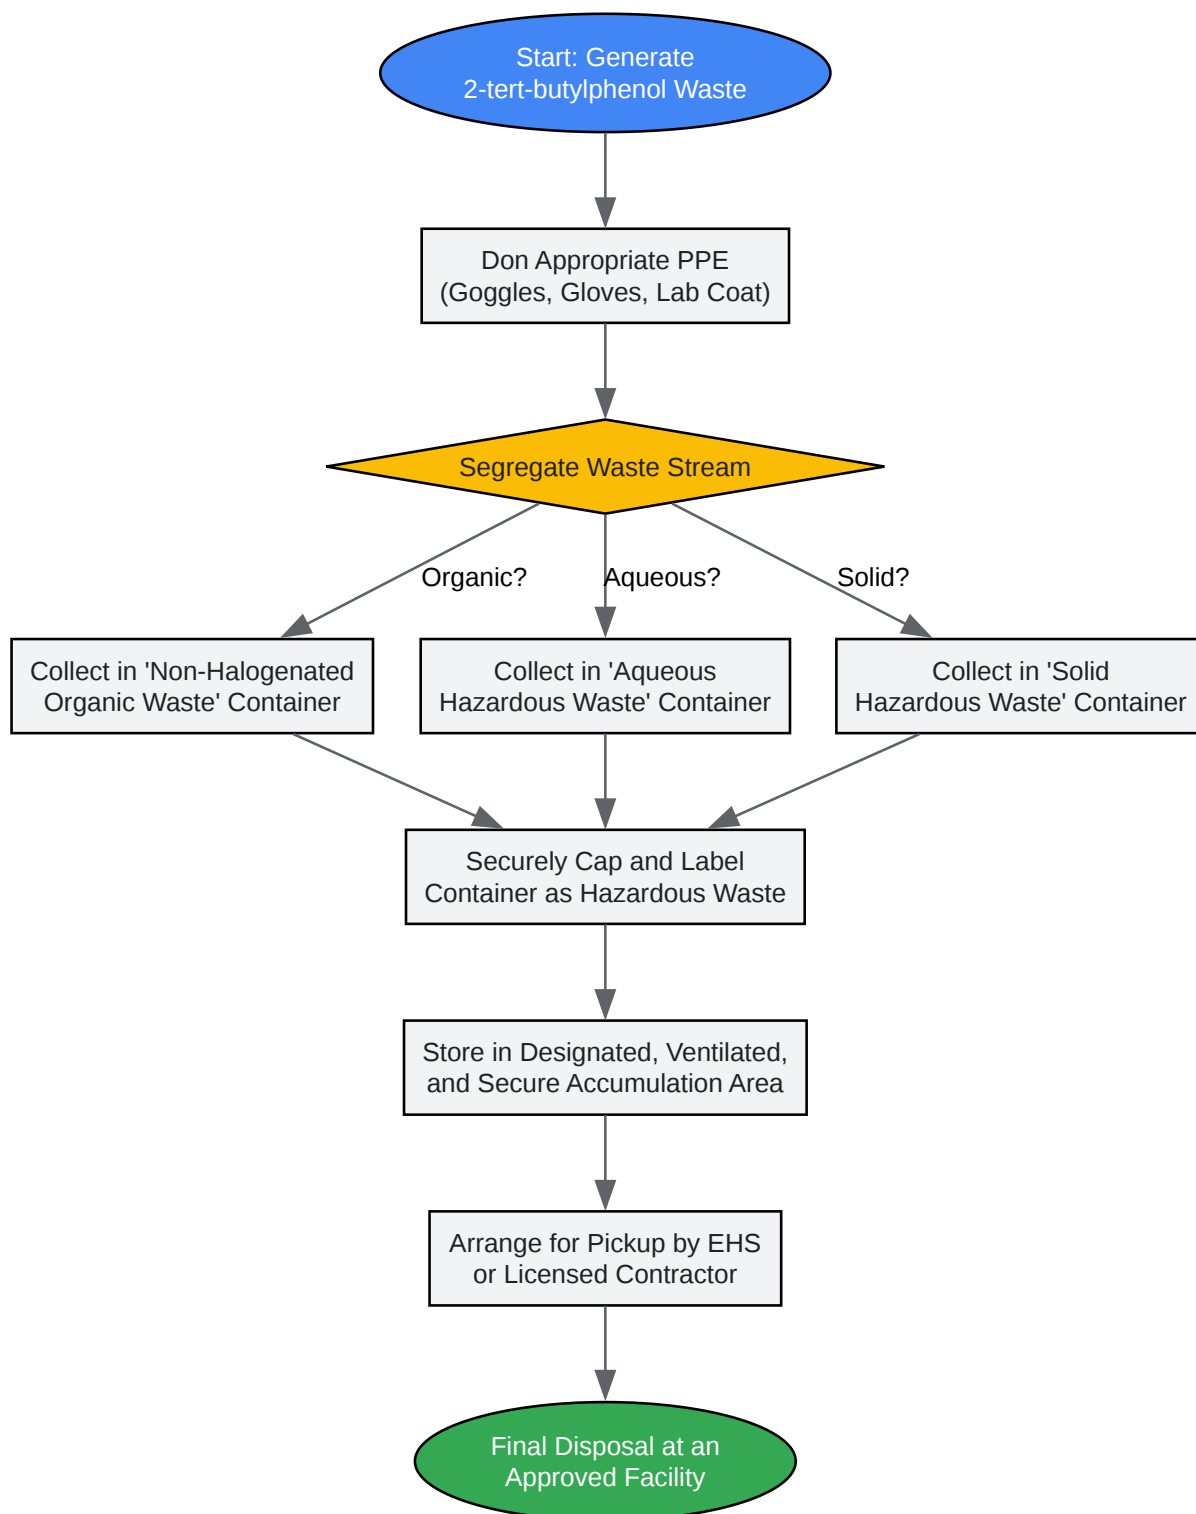 Start: Generate
2-tert-butylphenol Waste
Don Appropriate PPE
(Goggles, Gloves, Lab Coat)
Segregate Waste Stream
Organic?
Aqueous?
Solid?
Collect in 'Non-Halogenated
Organic Waste' Container
Collect in 'Aqueous
Hazardous Waste' Container
Collect in 'Solid
Hazardous Waste' Container
Securely Cap and Label
Container as Hazardous Waste
Store in Designated, Ventilated,
and Secure Accumulation Area
Arrange for Pickup by EHS
or Licensed Contractor
Final Disposal at an
Approved Facility